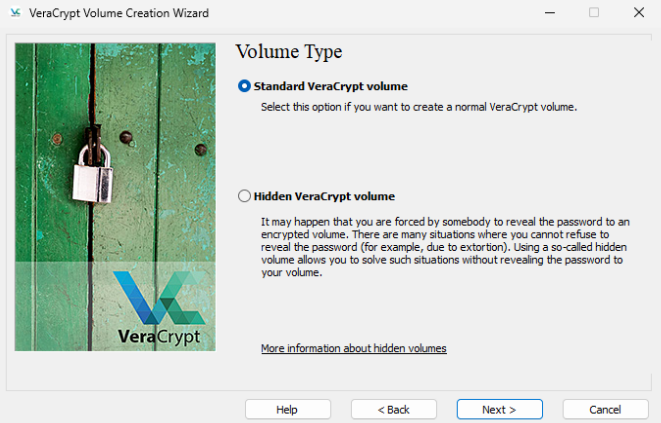 VeraCrypt Volume Creation Wizard
Volume Type
Standard VeraCrypt volume
Select this option if you want to create a normal VeraCrypt volume.
Hidden VeraCrypt volume
It may happen that you are forced by somebody to reveal the password to an
encrypted volume. There are many situations where you cannot refuse to
reveal the password (for example, due to extortion). Using a so-called hidden
volume allows you to solve such situations without revealing the password to
your volume.
VeraCrypt
More information about hidden volumes
Help
< Back
Next >
Cancel